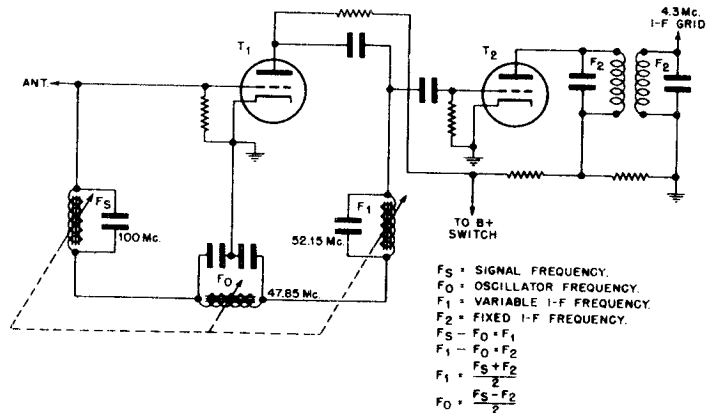 4.3 Mc.
I-F GRID
T1
T2
ANT.
F2
F2
FS
100 Mc.
F1
52.15 Mc.
TO B+
SWITCH
FO
47.85 Mc.
FS = SIGNAL FREQUENCY.
FO = OSCILLATOR FREQUENCY.
F1 = VARIABLE I-F FREQUENCY.
F2 = FIXED I-F FREQUENCY.
FS - FO = F1
F1 - FO = F2
F1 = FS + F2
2
FO = FS - F2
2